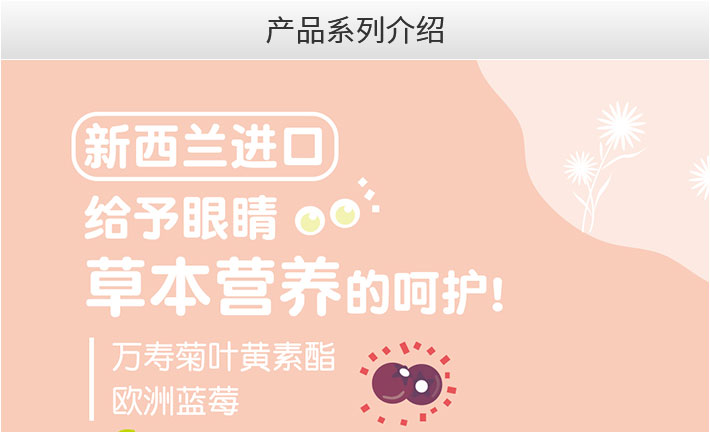 产品系列介绍
新西兰进口
给予眼睛
草本营养的呵护!
万寿菊叶黄素酯
欧洲蓝莓